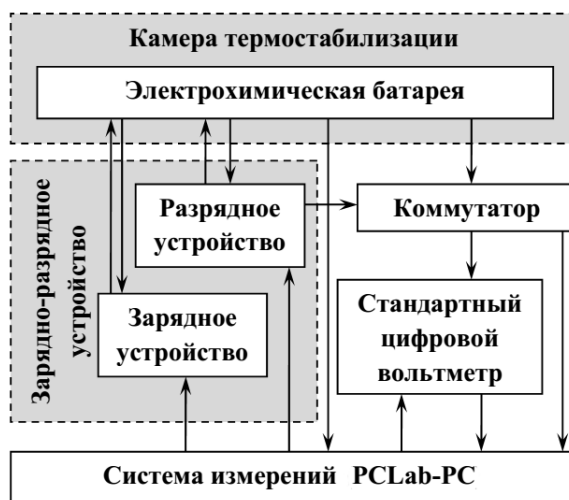 Камера термостабилизации
Электрохимическая батарея
Зарядно-разрядное
устройство
Разрядное
устройство
Коммутатор
Зарядное
устройство
Стандартный
цифровой
вольтметр
Система измерений PCLab-PC